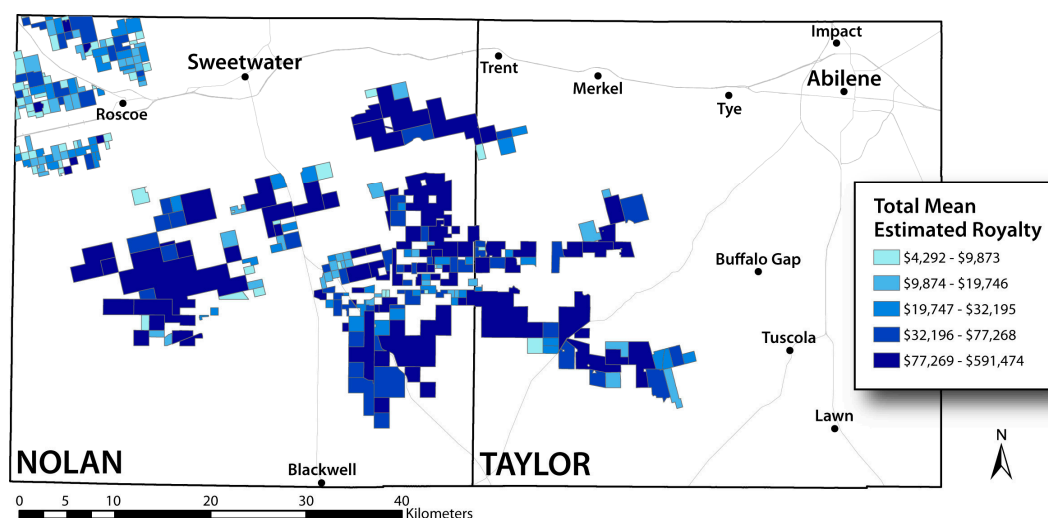 Impact
Sweetwater
Trent
Merkel
Abilene
Tye
Roscoe
Total Mean
Estimated Royalty
$4,292 - $9,873
$9,874 - $19,746
$19,747 - $32,195
$32,196 - $77,268
$77,269 - $591,474
Buffalo Gap
Tuscola
Lawn
N
NOLAN
TAYLOR
Blackwell
0 5 10 20 30 40
Kilometers